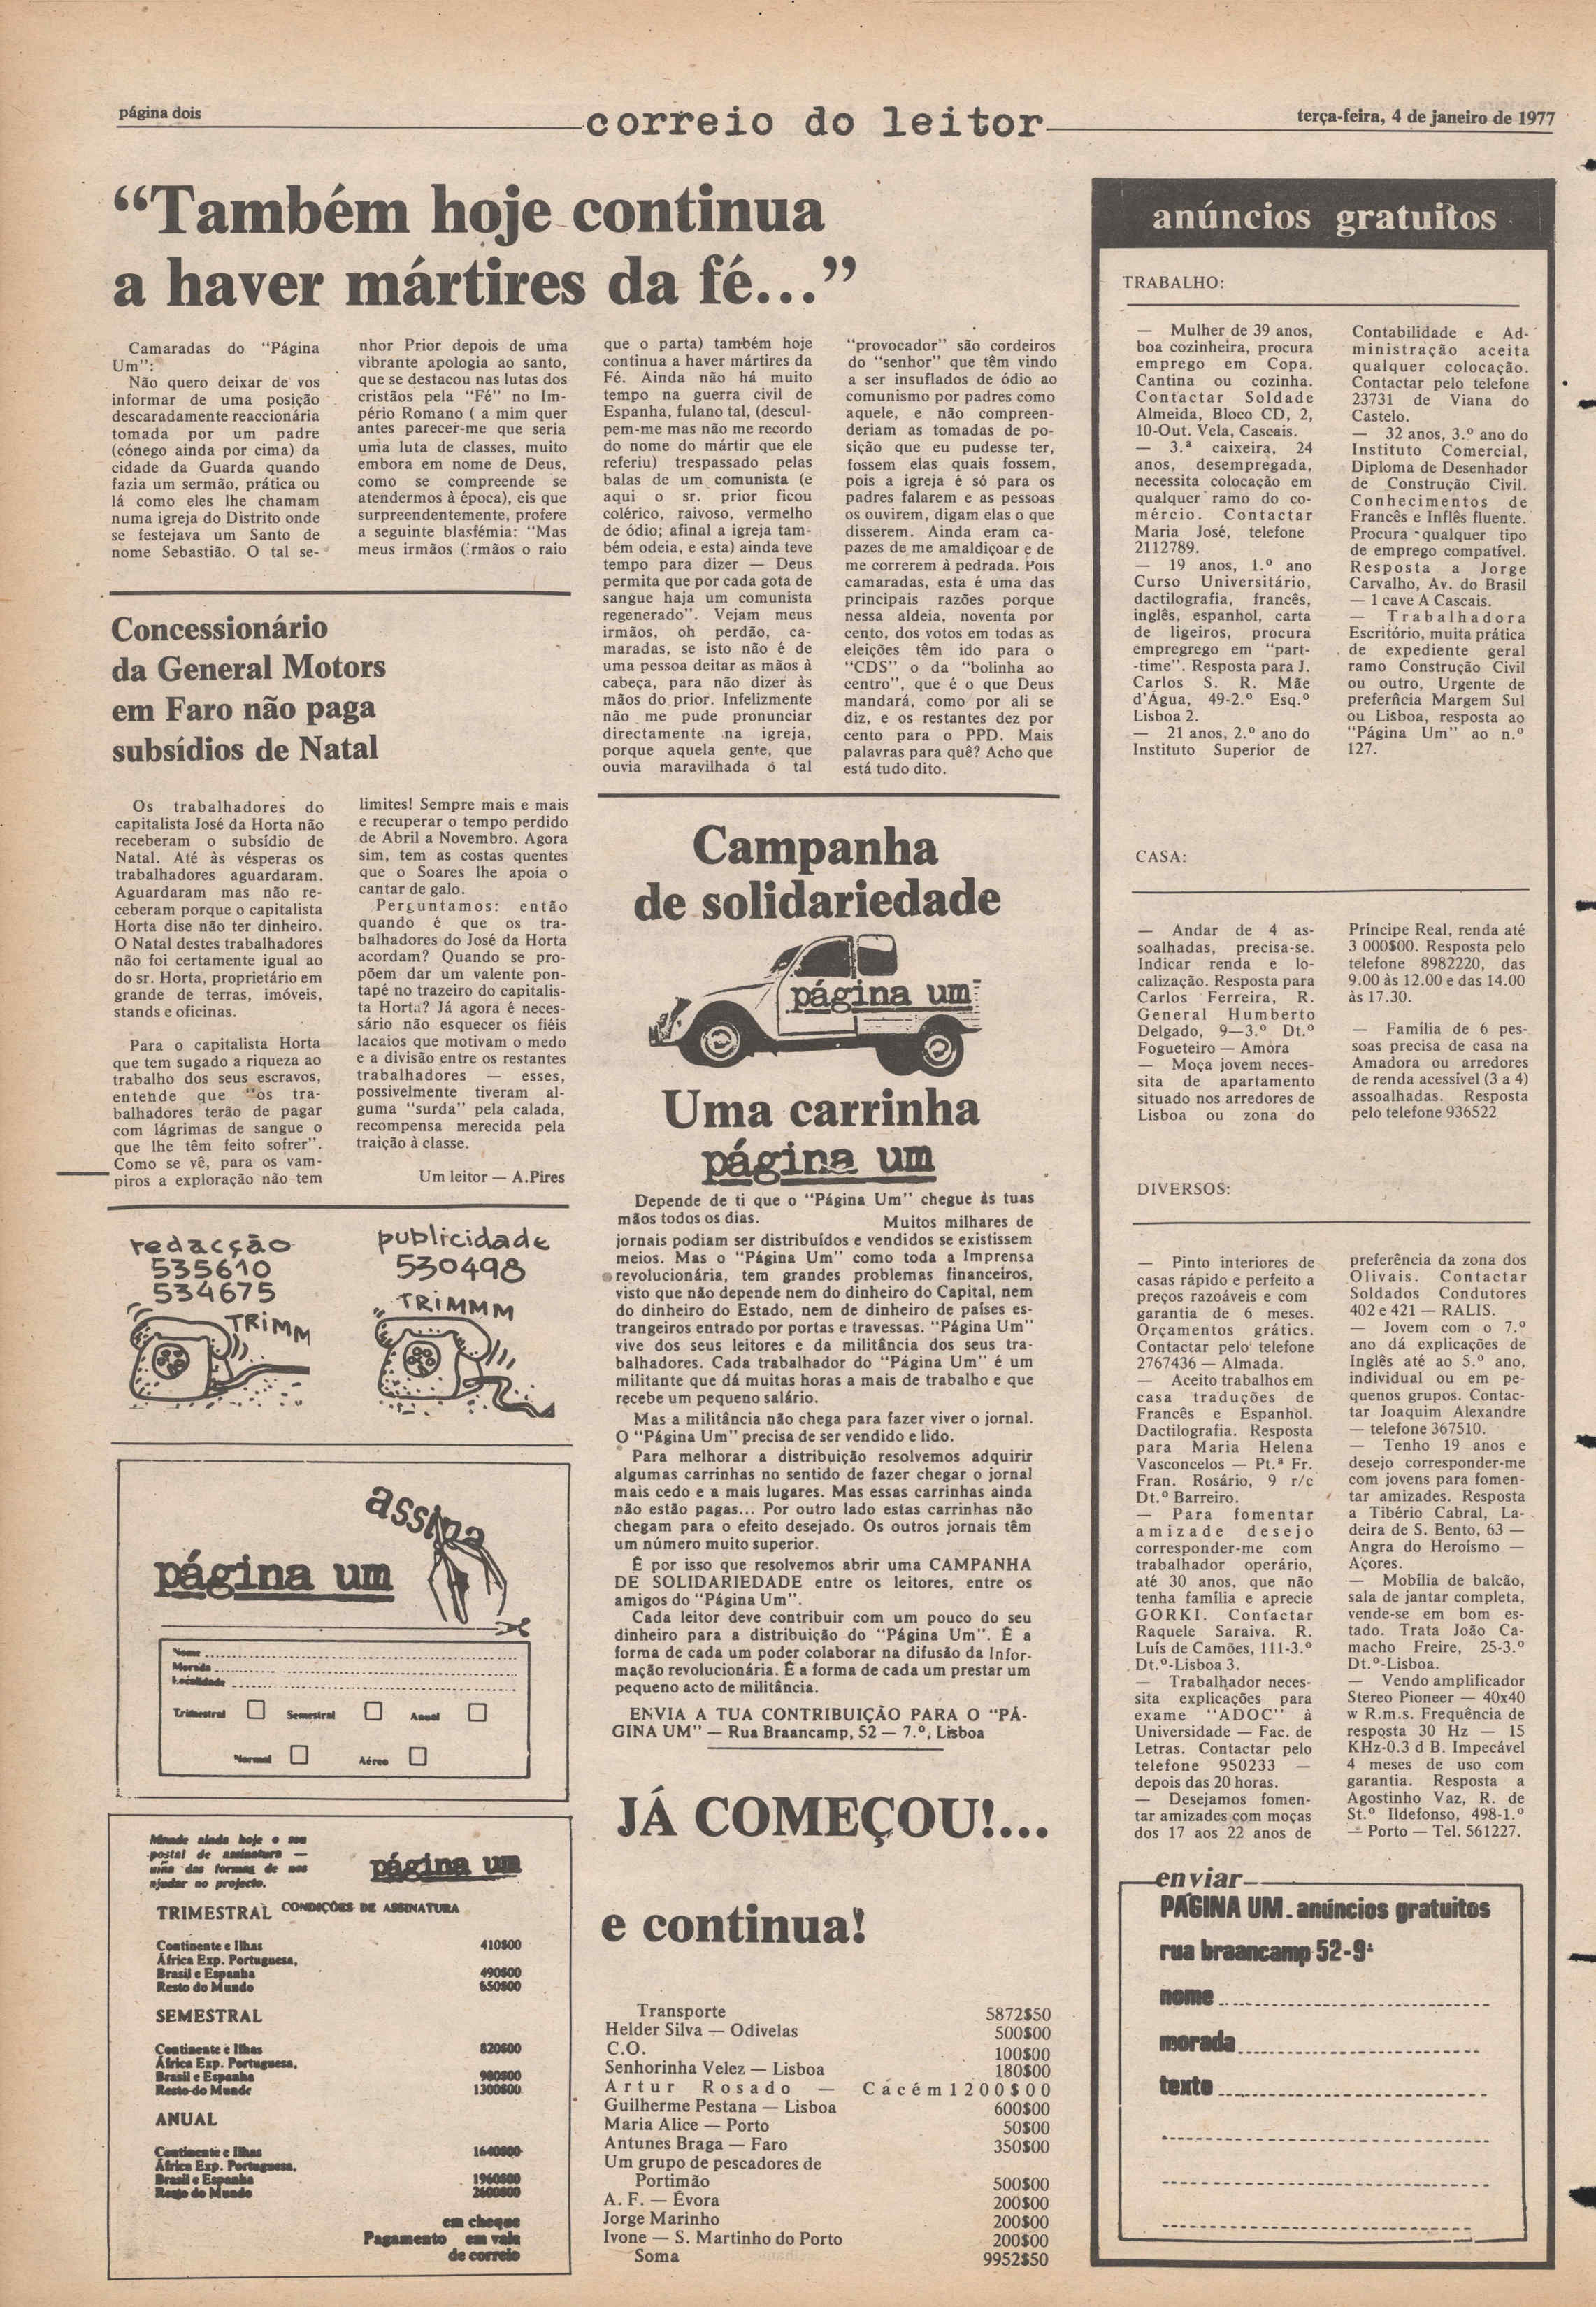 página dois
correio do leitor
terça-feira, 4 de janeiro de 1977
“Também hoje continua
a haver mártires da fé...”
Camaradas do “Página
Um”:
Não quero deixar de vos
informar de uma posição
descaradamente reaccionária
tomada por um padre
(cónego ainda por cima) da
cidade da Guarda quando
fazia um sermão, prática ou
lá como eles lhe chamam
numa igreja do Distrito onde
se festejava um Santo de
nome Sebastião. O tal se-
nhor Prior depois de uma
vibrante apologia ao santo,
que se destacou nas lutas dos
cristãos pela “Fé” no Im-
pério Romano ( a mim quer
antes parecer-me que seria
uma luta de classes, muito
embora em nome de Deus,
como se compreende se
atendermos à época), eis que
surpreendentemente, profere
a seguinte blasfémia: “Mas
meus irmãos (irmãos o raio
que o parta) também hoje
continua a haver mártires da
Fé. Ainda não há muito
tempo na guerra civil de
Espanha, fulano tal, (descul-
pem-me mas não me recordo
do nome do mártir que ele
referiu) trespassado pelas
balas de um comunista (e
aqui o sr. prior ficou
colérico, raivoso, vermelho
de ódio; afinal a igreja tam-
bém odeia, e esta) ainda teve
tempo para dizer — Deus
permita que por cada gota de
sangue haja um comunista
regenerado”. Vejam meus
irmãos, oh perdão, ca-
maradas, se isto não é de
uma pessoa deitar as mãos à
cabeça, para não dizer às
mãos do prior. Infelizmente
não me pude pronunciar
directamente na igreja,
porque aquela gente, que
ouvia maravilhada o tal
“provocador” são cordeiros
do “senhor” que têm vindo
a ser insuflados de ódio ao
comunismo por padres como
aquele, e não compreen-
deriam as tomadas de po-
sição que eu pudesse ter,
fossem elas quais fossem,
pois a igreja é só para os
padres falarem e as pessoas
os ouvirem, digam elas o que
disserem. Ainda eram ca-
pazes de me amaldiçoar e de
me correrem à pedrada. Pois
camaradas, esta é uma das
principais razões porque
nessa aldeia, noventa por
cento, dos votos em todas as
eleições têm ido para o
“CDS” o da “bolinha ao
centro”, que é o que Deus
mandará, como por ali se
diz, e os restantes dez por
cento para o PPD. Mais
palavras para quê? Acho que
está tudo dito.
Concessionário
da General Motors
em Faro não paga
subsídios de Natal
Os trabalhadores do
capitalista José da Horta não
receberam o subsídio de
Natal. Até às vésperas os
trabalhadores aguardaram.
Aguardaram mas não re-
ceberam porque o capitalista
Horta dise não ter dinheiro.
O Natal destes trabalhadores
não foi certamente igual ao
do sr. Horta, proprietário em
grande de terras, imóveis,
stands e oficinas.
Para o capitalista Horta
que tem sugado a riqueza ao
trabalho dos seus escravos,
entehde que “os tra-
balhadores terão de pagar
com lágrimas de sangue o
que lhe têm feito sofrer”.
Como se vê, para os vam-
piros a exploração não tem
limites! Sempre mais e mais
e recuperar o tempo perdido
de Abril a Novembro. Agora
sim, tem as costas quentes
que o Soares lhe apoia o
cantar de galo.
Perguntamos: então
quando é que os tra-
balhadores do José da Horta
acordam? Quando se pro-
põem dar um valente pon-
tapé no trazeiro do capitalis-
ta Horta? Já agora é neces-
sário não esquecer os fiéis
lacaios que motivam o medo
e a divisão entre os restantes
trabalhadores — esses,
possivelmente tiveram al-
guma “surda” pela calada,
recompensa merecida pela
traição à classe.
Um leitor — A.Pires
redacção
535610
534675
TRIMM
publicidade
530498
TRIMMM
assina
página um
Nome
Morada
Localidade
Trimestral
Semestral
Anual
Normal
Aéreo
Mande ainda hoje o seu
postal de assinatura —
uma das formas de nos
ajudar no projecto.
página um
CONDIÇÕES DE ASSINATURA
TRIMESTRAL
Continente e Ilhas 410$00
África Exp. Portuguesa,
Brasil e Espanha 490$00
Resto do Mundo 650$00
SEMESTRAL
Continente e Ilhas 820$00
África Exp. Portuguesa,
Brasil e Espanha 980$00
Resto do Mundo 1300$00
ANUAL
Continente e Ilhas 1640$00
África Exp. Portuguesa,
Brasil e Espanha 1960$00
Resto do Mundo 2600$00
em cheque
Pagamento em vale
de correio
Campanha
de solidariedade
página um
Uma carrinha
página um
Depende de ti que o “Página Um” chegue às tuas
mãos todos os dias. Muitos milhares de
jornais podiam ser distribuídos e vendidos se existissem
meios. Mas o “Página Um” como toda a Imprensa
revolucionária, tem grandes problemas financeiros,
visto que não depende nem do dinheiro do Capital, nem
do dinheiro do Estado, nem de dinheiro de países es-
trangeiros entrado por portas e travessas. “Página Um”
vive dos seus leitores e da militância dos seus tra-
balhadores. Cada trabalhador do “Página Um” é um
militante que dá muitas horas a mais de trabalho e que
recebe um pequeno salário.
Mas a militância não chega para fazer viver o jornal.
O “Página Um” precisa de ser vendido e lido.
Para melhorar a distribuição resolvemos adquirir
algumas carrinhas no sentido de fazer chegar o jornal
mais cedo e a mais lugares. Mas essas carrinhas ainda
não estão pagas... Por outro lado estas carrinhas não
chegam para o efeito desejado. Os outros jornais têm
um número muito superior.
É por isso que resolvemos abrir uma CAMPANHA
DE SOLIDARIEDADE entre os leitores, entre os
amigos do “Página Um”.
Cada leitor deve contribuir com um pouco do seu
dinheiro para a distribuição do “Página Um”. É a
forma de cada um poder colaborar na difusão da Infor-
mação revolucionária. É a forma de cada um prestar um
pequeno acto de militância.
ENVIA A TUA CONTRIBUIÇÃO PARA O “PÁ-
GINA UM” — Rua Braancamp, 52 — 7.º, Lisboa
JÁ COMEÇOU!...
e continua!
Transporte 5872$50
Helder Silva — Odivelas 500$00
C.O. 100$00
Senhorinha Velez — Lisboa 180$00
Artur Rosado — Cacém1200$00
Guilherme Pestana — Lisboa 600$00
Maria Alice — Porto 50$00
Antunes Braga — Faro 350$00
Um grupo de pescadores de
Portimão 500$00
A. F. — Évora 200$00
Jorge Marinho 200$00
Ivone — S. Martinho do Porto 200$00
Soma 9952$50
anúncios gratuitos
TRABALHO:
— Mulher de 39 anos,
boa cozinheira, procura
emprego em Copa.
Cantina ou cozinha.
Contactar Soldade
Almeida, Bloco CD, 2,
10-Out. Vela, Cascais.
— 3.ª caixeira, 24
anos, desempregada,
necessita colocação em
qualquer ramo do co-
mércio. Contactar
Maria José, telefone
2112789.
— 19 anos, 1.º ano
Curso Universitário,
dactilografia, francês,
inglês, espanhol, carta
de ligeiros, procura
empregrego em “part-
-time”. Resposta para J.
Carlos S. R. Mãe
d’Água, 49-2.º Esq.º
Lisboa 2.
— 21 anos, 2.º ano do
Instituto Superior de
Contabilidade e Ad-
ministração aceita
qualquer colocação.
Contactar pelo telefone
23731 de Viana do
Castelo.
— 32 anos, 3.º ano do
Instituto Comercial,
Diploma de Desenhador
de Construção Civil.
Conhecimentos de
Francês e Inflês fluente.
Procura qualquer tipo
de emprego compatível.
Resposta a Jorge
Carvalho, Av. do Brasil
— 1 cave A Cascais.
— Trabalhadora
Escritório, muita prática
de expediente geral
ramo Construção Civil
ou outro, Urgente de
preferñcia Margem Sul
ou Lisboa, resposta ao
“Página Um” ao n.º
127.
CASA:
— Andar de 4 as-
soalhadas, precisa-se.
Indicar renda e lo-
calização. Resposta para
Carlos Ferreira, R.
General Humberto
Delgado, 9—3.º Dt.º
Fogueteiro — Amora
— Moça jovem neces-
sita de apartamento
situado nos arredores de
Lisboa ou zona do
Príncipe Real, renda até
3 000$00. Resposta pelo
telefone 8982220, das
9.00 às 12.00 e das 14.00
às 17.30.
— Família de 6 pes-
soas precisa de casa na
Amadora ou arredores
de renda acessível (3 a 4)
assoalhadas. Resposta
pelo telefone 936522
DIVERSOS:
— Pinto interiores de
casas rápido e perfeito a
preços razoáveis e com
garantia de 6 meses.
Orçamentos grátics.
Contactar pelo telefone
2767436 — Almada.
— Aceito trabalhos em
casa traduções de
Francês e Espanhol.
Dactilografia. Resposta
para Maria Helena
Vasconcelos — Pt.ª Fr.
Fran. Rosário, 9 r/c
Dt.º Barreiro.
— Para fomentar
amizade desejo
corresponder-me com
trabalhador operário,
até 30 anos, que não
tenha família e aprecie
GORKI. Contactar
Raquele Saraiva. R.
Luís de Camões, 111-3.º
Dt.º-Lisboa 3.
— Trabalhador neces-
sita explicações para
exame “ADOC” à
Universidade — Fac. de
Letras. Contactar pelo
telefone 950233 —
depois das 20 horas.
— Desejamos fomen-
tar amizades com moças
dos 17 aos 22 anos de
preferência da zona dos
Olivais. Contactar
Soldados Condutores
402 e 421 — RALIS.
— Jovem com o 7.º
ano dá explicações de
Inglês até ao 5.º ano,
individual ou em pe-
quenos grupos. Contac-
tar Joaquim Alexandre
— telefone 367510.
— Tenho 19 anos e
desejo corresponder-me
com jovens para fomen-
tar amizades. Resposta
a Tibério Cabral, La-
deira de S. Bento, 63 —
Angra do Heroísmo —
Açores.
— Mobília de balcão,
sala de jantar completa,
vende-se em bom es-
tado. Trata João Ca-
macho Freire, 25-3.º
Dt.º-Lisboa.
— Vendo amplificador
Stereo Pioneer — 40x40
w R.m.s. Frequência de
resposta 30 Hz — 15
KHz-0.3 d B. Impecável
4 meses de uso com
garantia. Resposta a
Agostinho Vaz, R. de
St.º Ildefonso, 498-1.º
— Porto — Tel. 561227.
enviar
PÁGINA UM - anúncios gratuitos
rua braancamp 52-9º
nome
morada
texto